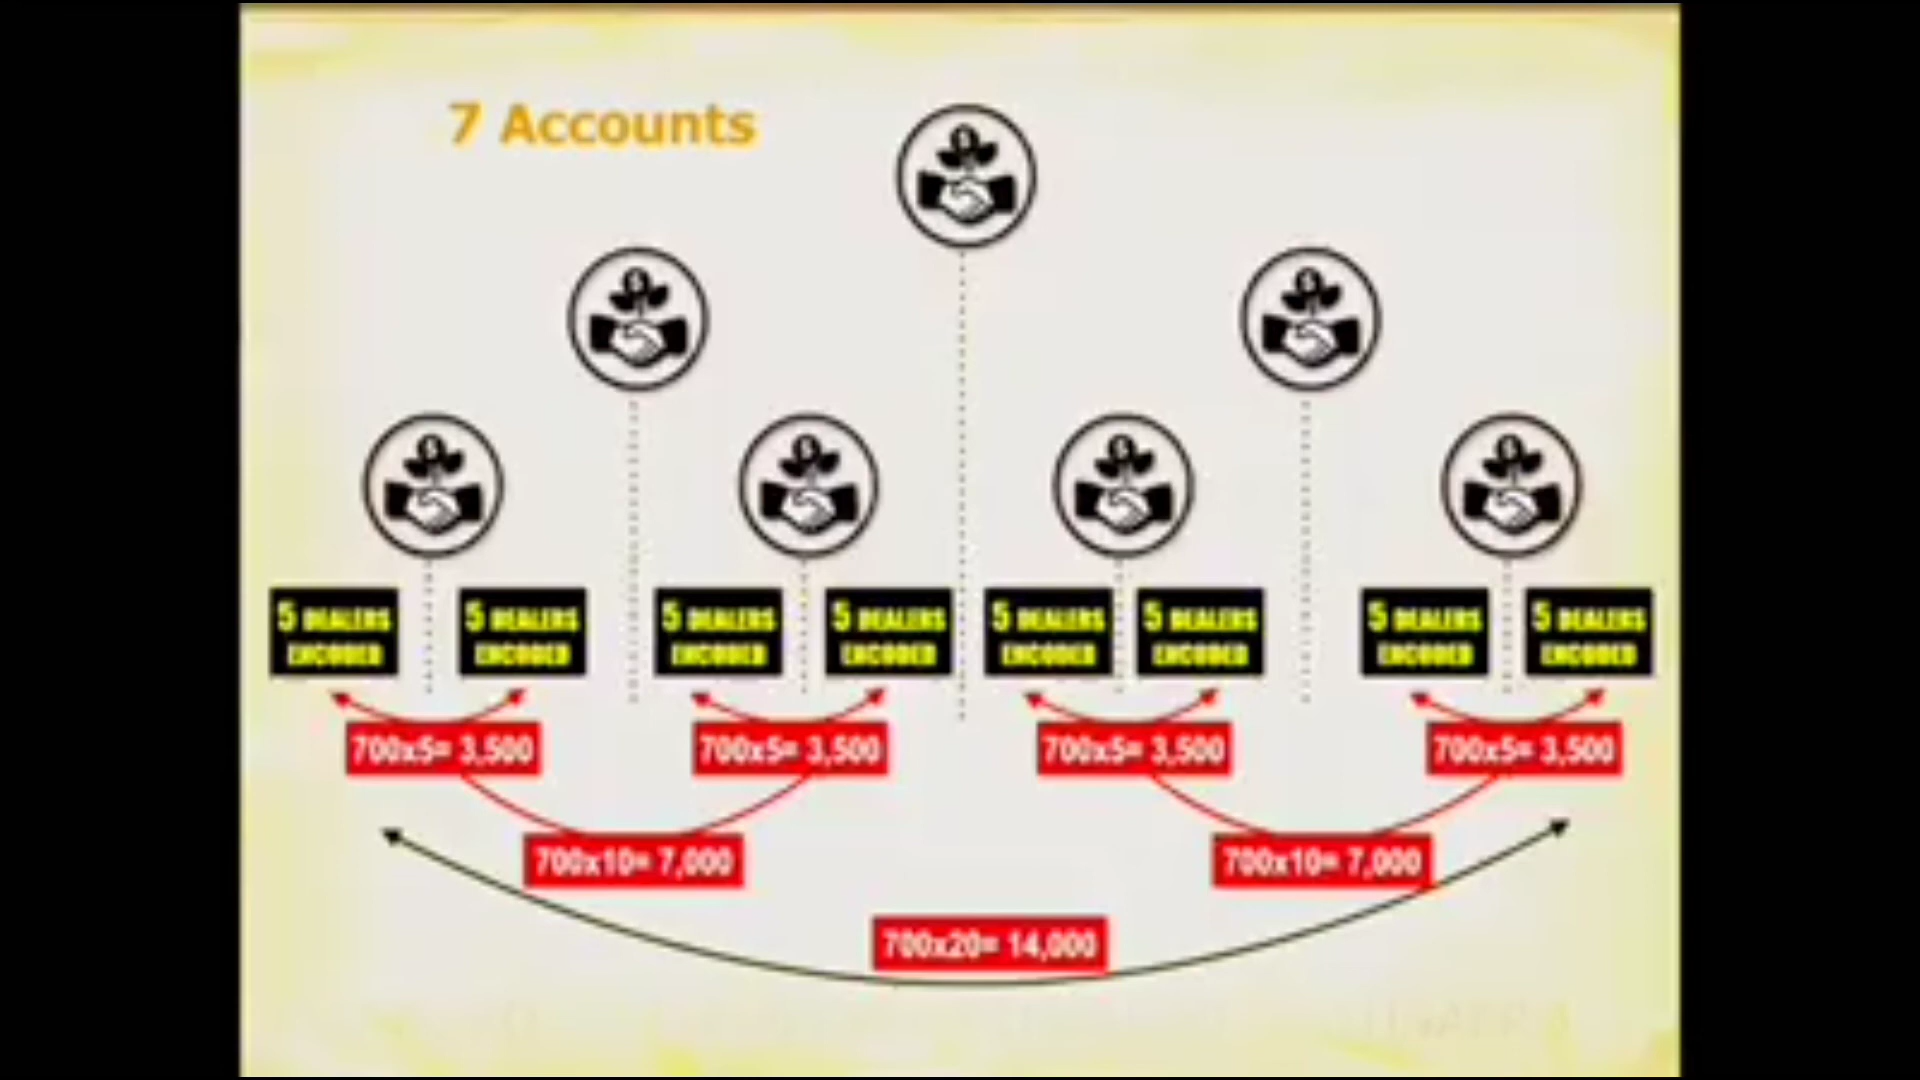 7 Accounts
5 DEALERS
ENCODED
5 DEALERS
ENCODED
5 DEALERS
ENCODED
5 DEALERS
ENCODED
5 DEALERS
ENCODED
5 DEALERS
ENCODED
5 DEALERS
ENCODED
5 DEALERS
ENCODED
700x5= 3,500
700x5= 3,500
700x5= 3,500
700x5= 3,500
700x10= 7,000
700x10= 7,000
700x20= 14,000